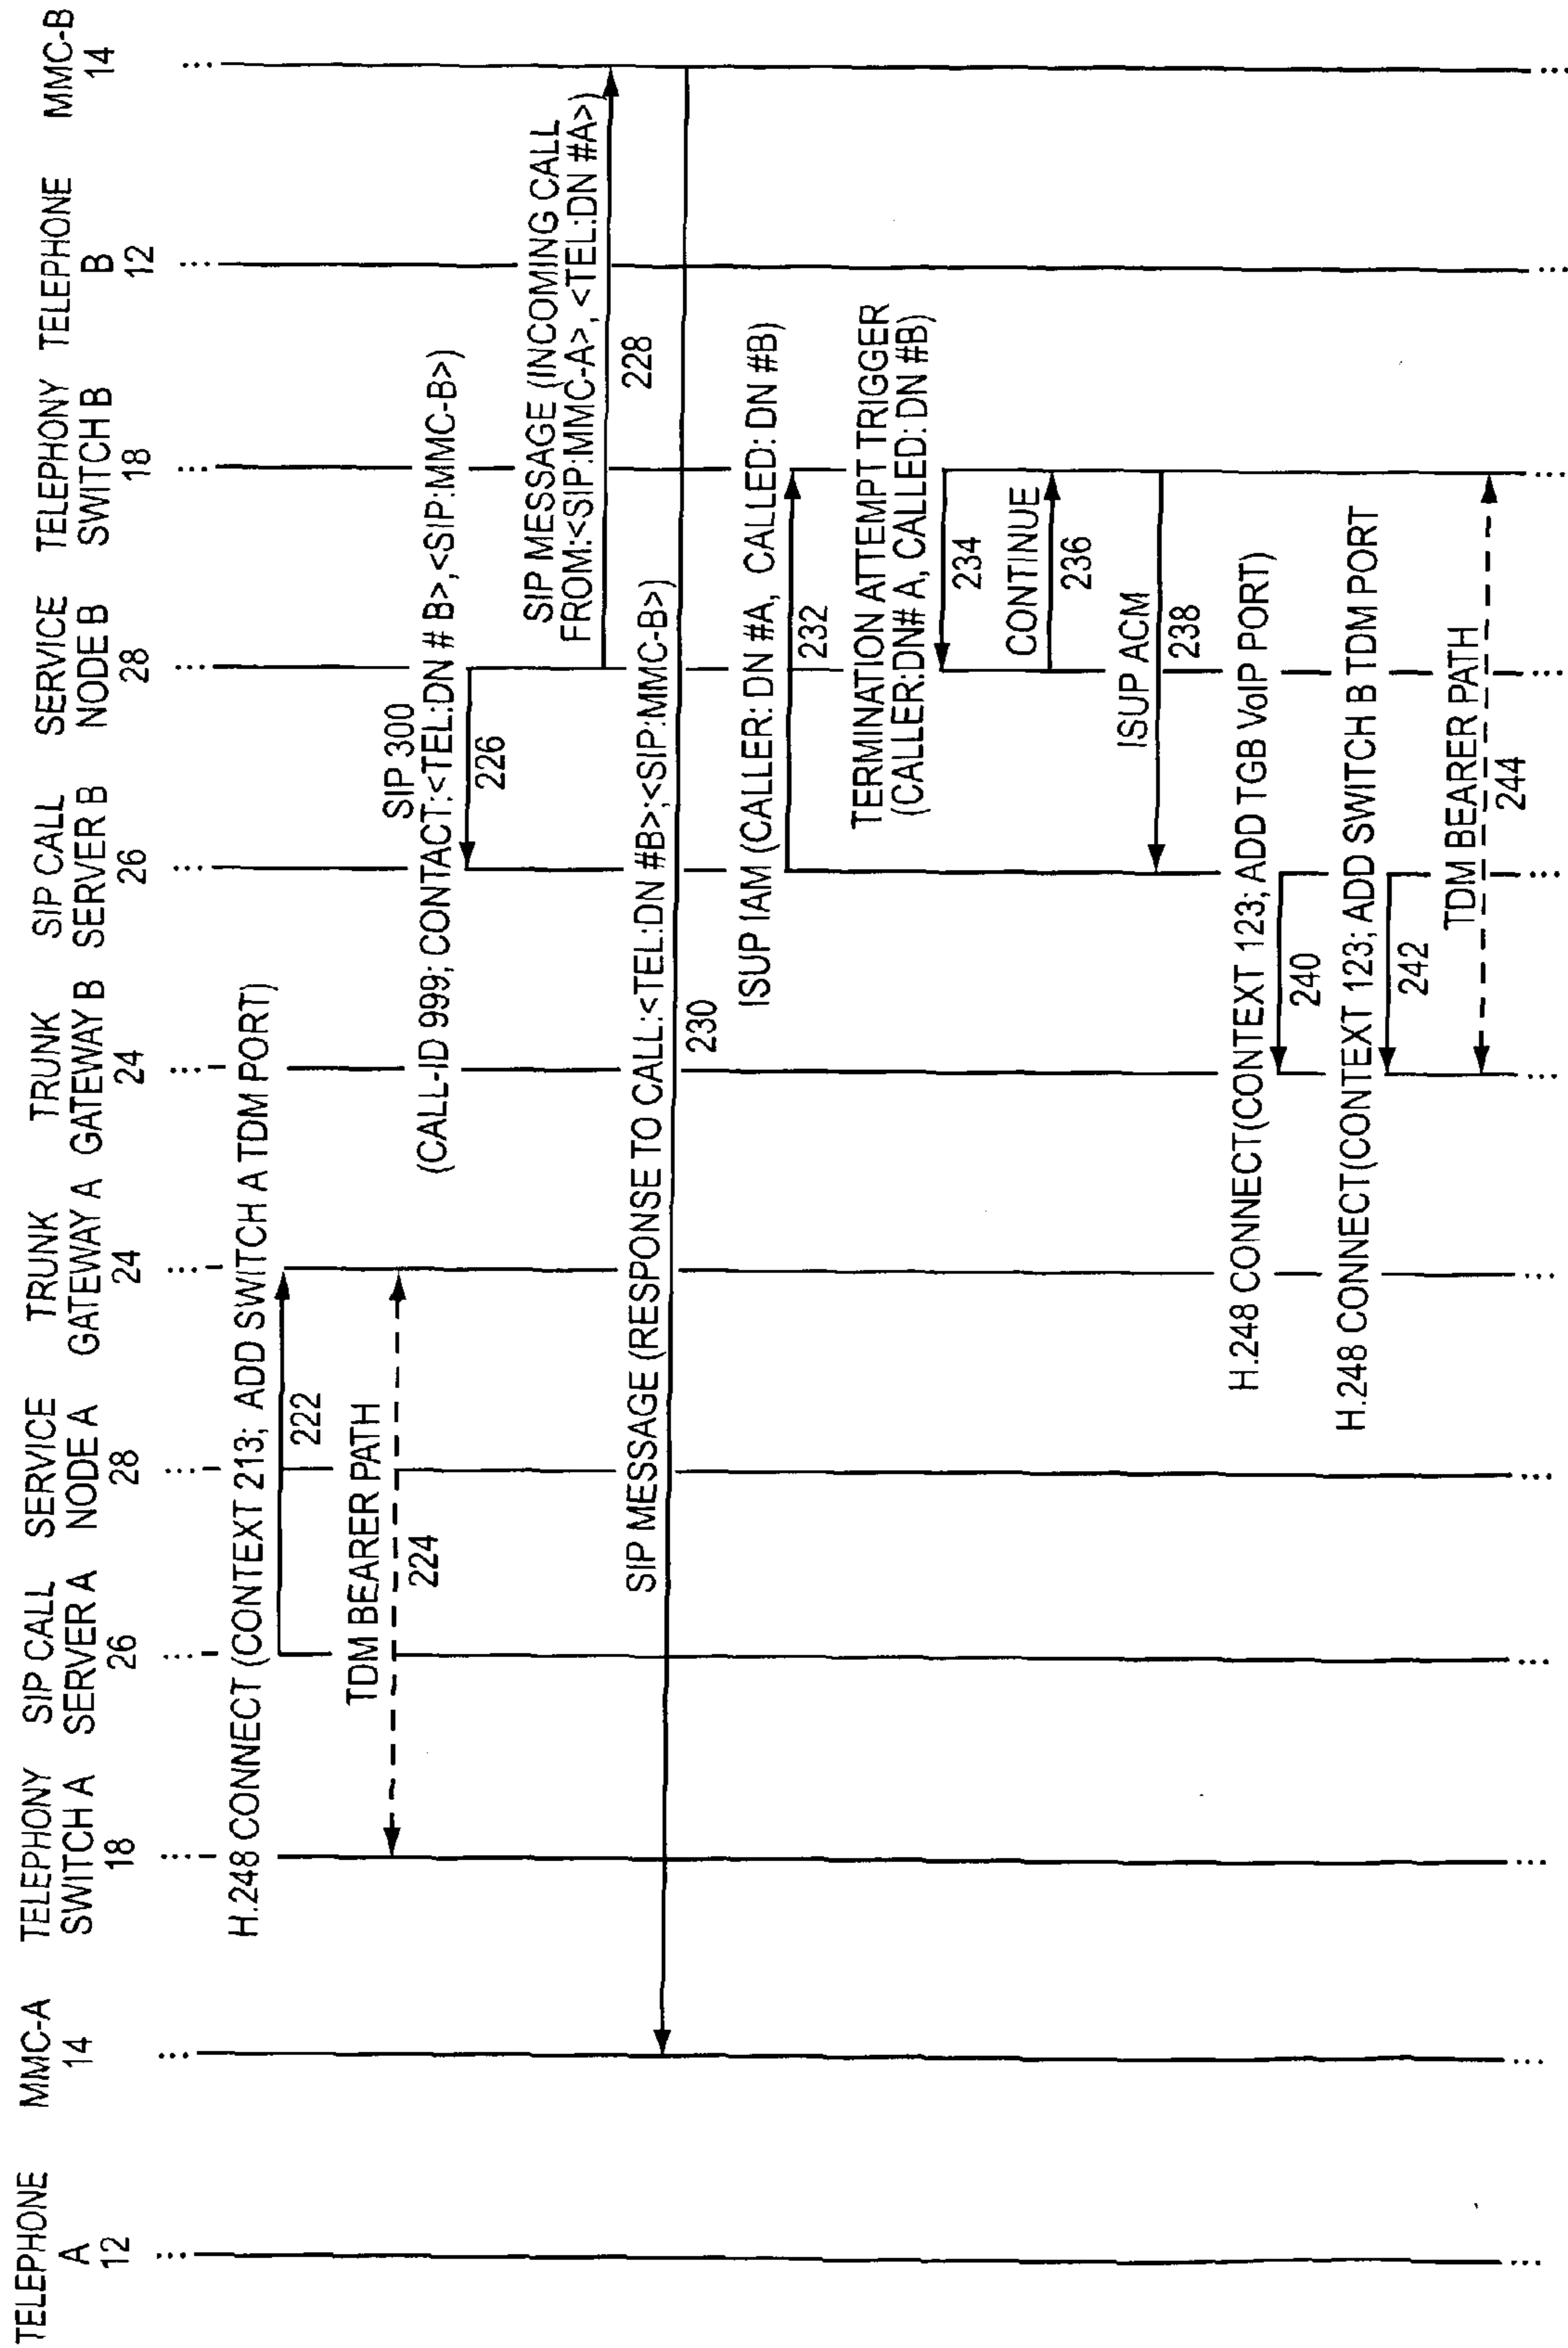 TELEPHONE
A
12
MMC-A
14
TELEPHONY
SWITCH A
18
SIP CALL
SERVER A
26
SERVICE
NODE A
28
TRUNK
GATEWAY A
24
TRUNK
GATEWAY B
24
SIP CALL
SERVER B
26
SERVICE
NODE B
28
TELEPHONY
SWITCH B
18
TELEPHONE
B
12
MMC-B
14
H.248 CONNECT (CONTEXT 213; ADD SWITCH A TDM PORT)
222
TDM BEARER PATH
224
SIP 300
(CALL-ID 999; CONTACT:<TEL:DN # B>,<SIP:MMC-B>)
226
SIP MESSAGE (INCOMING CALL
FROM:<SIP:MMC-A>, <TEL:DN #A>)
228
SIP MESSAGE (RESPONSE TO CALL:<TEL:DN #B>;<SIP:MMC-B>)
230
ISUP IAM (CALLER: DN #A, CALLED: DN #B)
232
TERMINATION ATTEMPT TRIGGER
(CALLER:DN# A, CALLED: DN #B)
234
CONTINUE
236
ISUP ACM
238
H.248 CONNECT(CONTEXT 123; ADD TGB VoIP PORT)
240
H.248 CONNECT(CONTEXT 123; ADD SWITCH B TDM PORT
242
TDM BEARER PATH
244